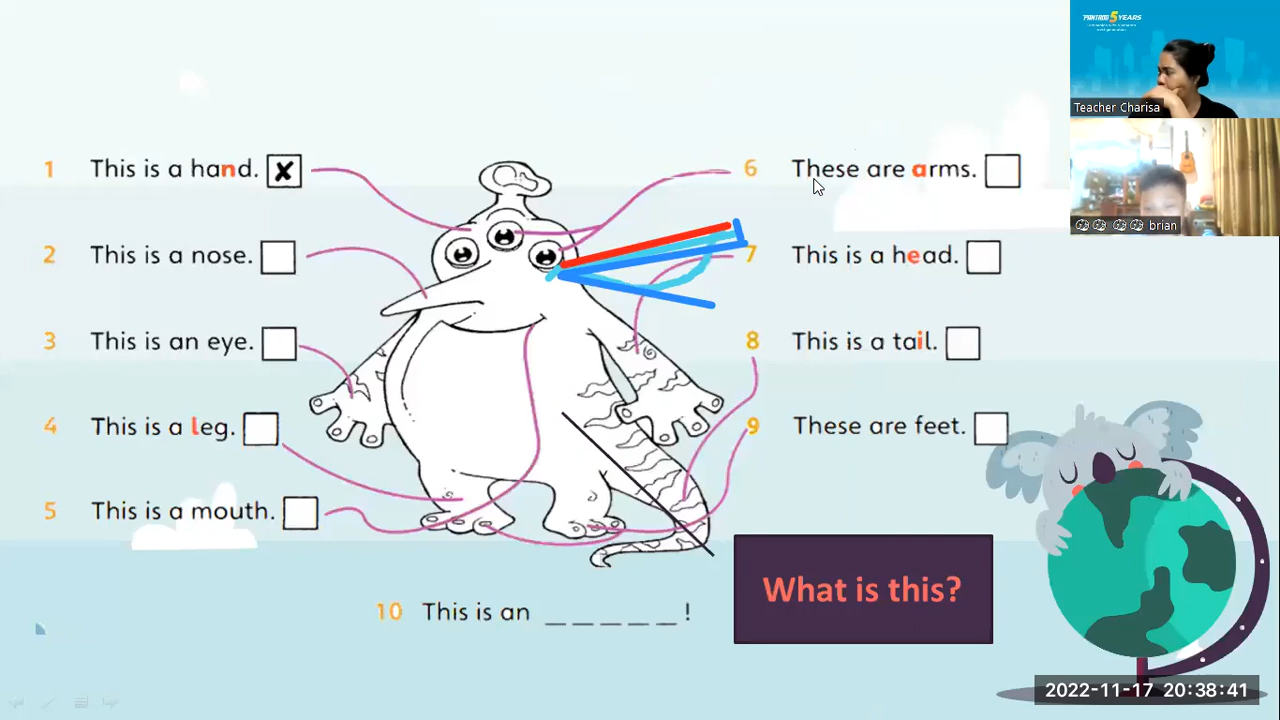 1 This is a hand. ✘
2 This is a nose.
3 This is an eye.
4 This is a leg.
5 This is a mouth.
6 These are arms.
7 This is a head.
8 This is a tail.
9 These are feet.
10 This is an _ _ _ _ _ !
What is this?
5 YEARS
Teacher Charisa
brian
2022-11-17 20:38:41